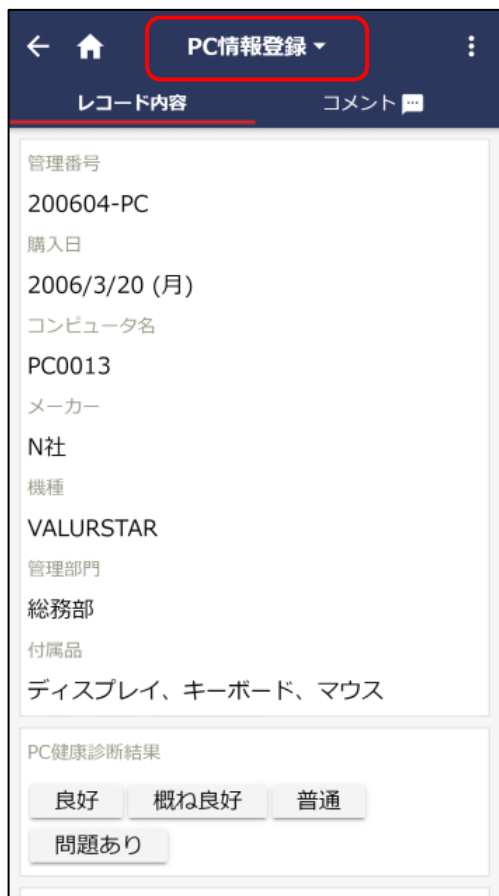 PC情報登録
レコード内容 コメント
管理番号
200604-PC
購入日
2006/3/20 (月)
コンピュータ名
PC0013
メーカー
N社
機種
VALURSTAR
管理部門
総務部
付属品
ディスプレイ、キーボード、マウス
PC健康診断結果
良好 概ね良好 普通
問題あり